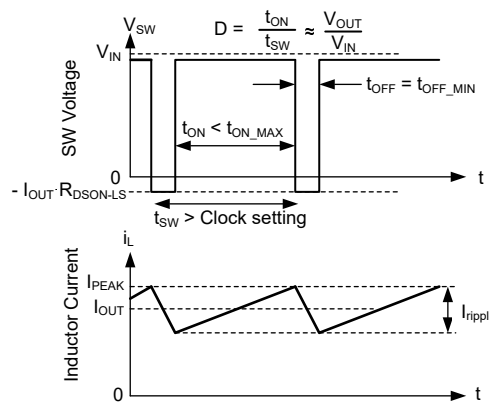 V_SW
D = t_ON / t_SW ≈ V_OUT / V_IN
V_IN
SW Voltage
t_OFF = t_OFF_MIN
t_ON < t_ON_MAX
0
t
- I_OUT·R_DSON-LS
t_SW > Clock setting
i_L
Inductor Current
I_PEAK
I_OUT
I_rippl
0
t